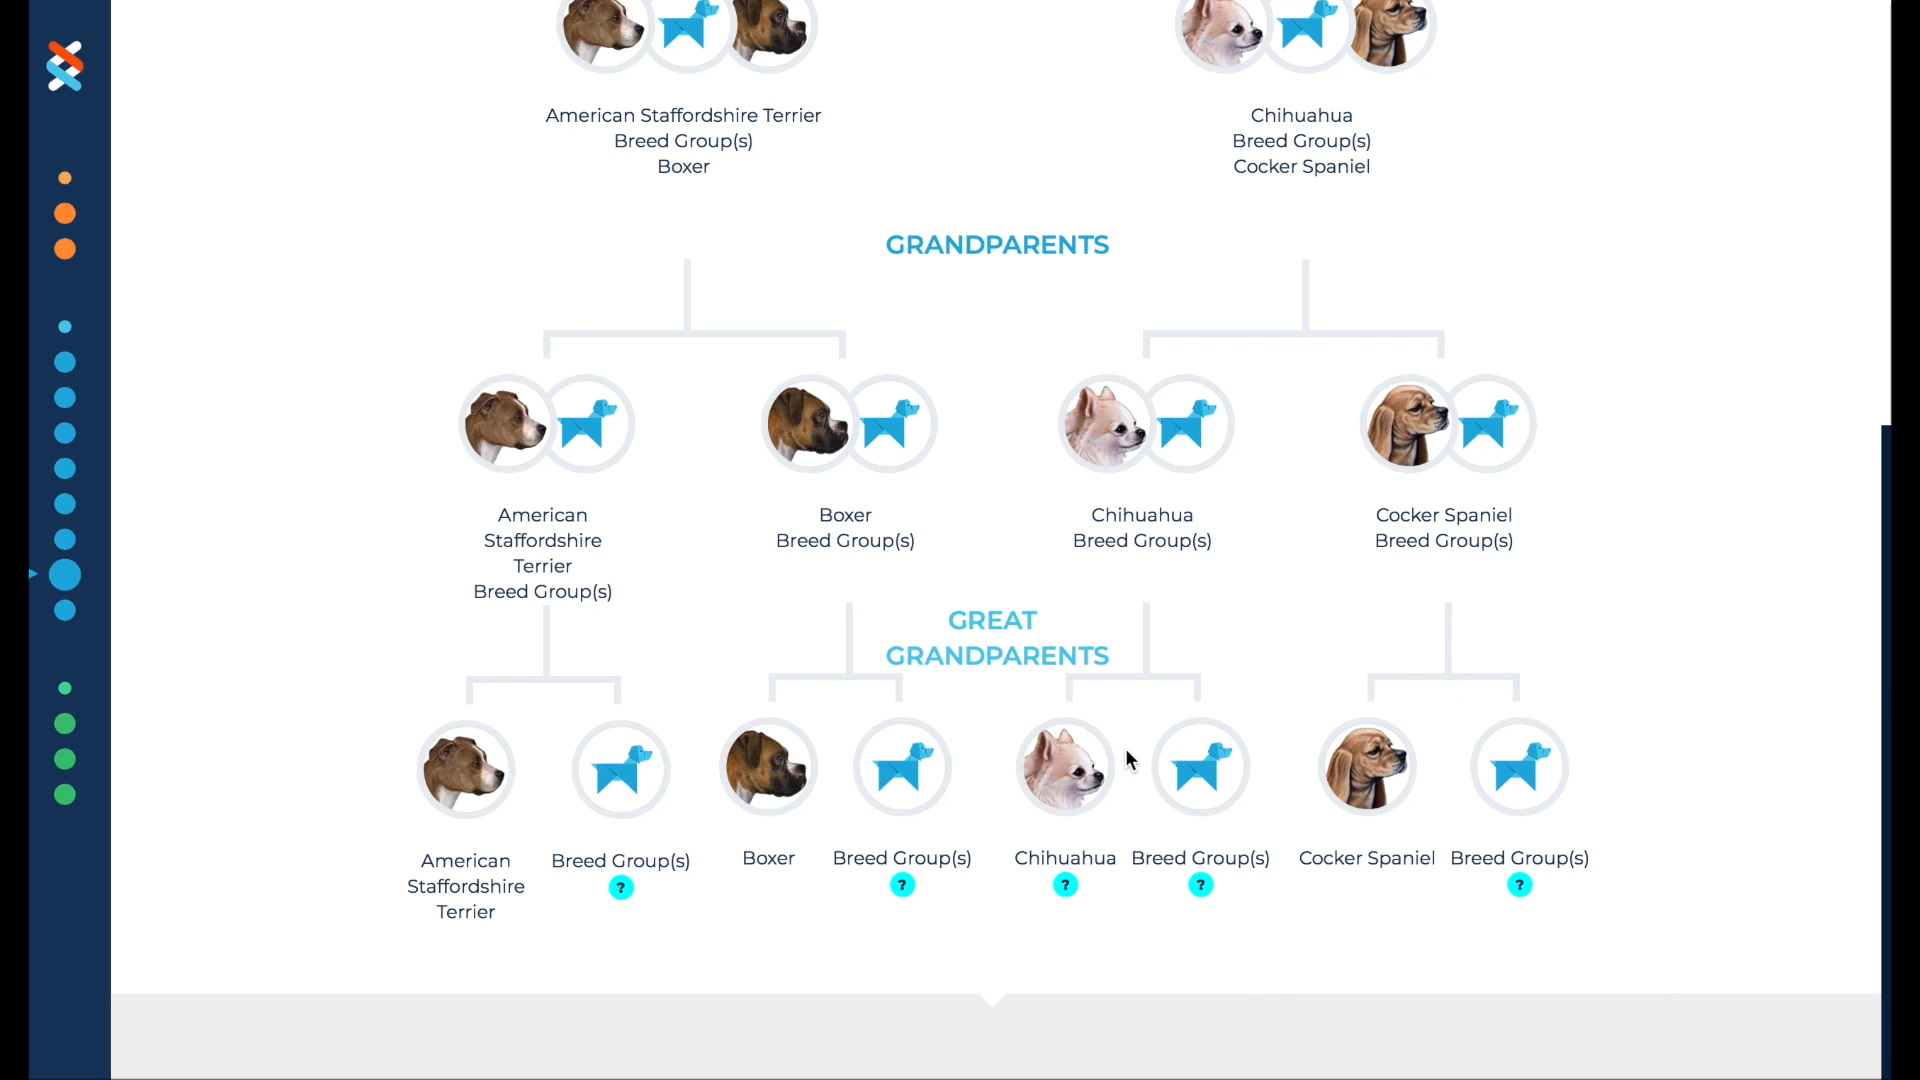 American Staffordshire Terrier
Breed Group(s)
Boxer
Chihuahua
Breed Group(s)
Cocker Spaniel
GRANDPARENTS
American
Staffordshire
Terrier
Breed Group(s)
Boxer
Breed Group(s)
Chihuahua
Breed Group(s)
Cocker Spaniel
Breed Group(s)
GREAT
GRANDPARENTS
American
Staffordshire
Terrier
Breed Group(s)
?
Boxer
Breed Group(s)
?
Chihuahua
?
Breed Group(s)
?
Cocker Spaniel
Breed Group(s)
?